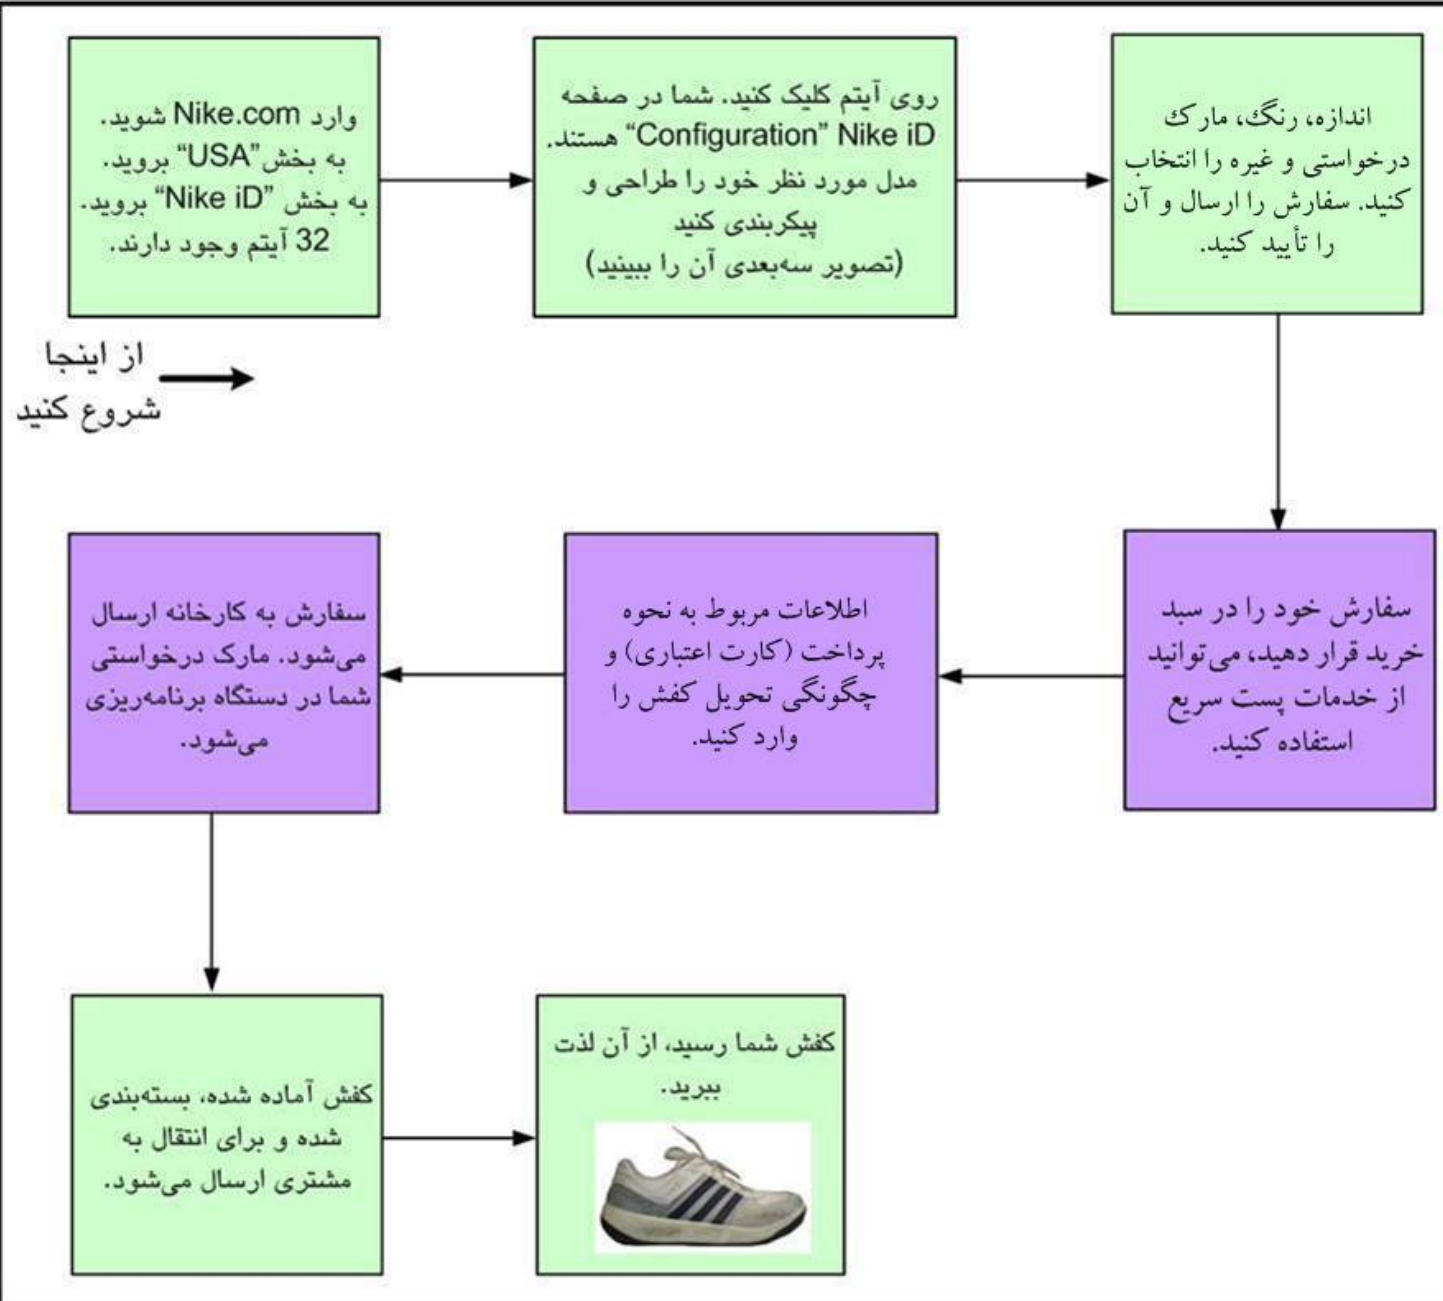 وارد Nike.com شوید.
به بخش“USA” بروید.
به بخش “Nike iD” بروید.
32 آیتم وجود دارند.
روی آیتم کلیک کنید. شما در صفحه
“Configuration” Nike iD هستند.
مدل مورد نظر خود را طراحی و
پیکربندی کنید
(تصویر سه‌بعدی آن را ببینید)
اندازه، رنگ، مارک
درخواستی و غیره را انتخاب
کنید. سفارش را ارسال و آن
را تأیید کنید.
از اینجا
شروع کنید
سفارش خود را در سبد
خرید قرار دهید، می‌توانید
از خدمات پست سریع
استفاده کنید.
اطلاعات مربوط به نحوه
پرداخت (کارت اعتباری) و
چگونگی تحویل کفش را
وارد کنید.
سفارش به کارخانه ارسال
می‌شود. مارک درخواستی
شما در دستگاه برنامه‌ریزی
می‌شود.
کفش آماده شده، بسته‌بندی
شده و برای انتقال به
مشتری ارسال می‌شود.
کفش شما رسید، از آن لذت
ببرید.